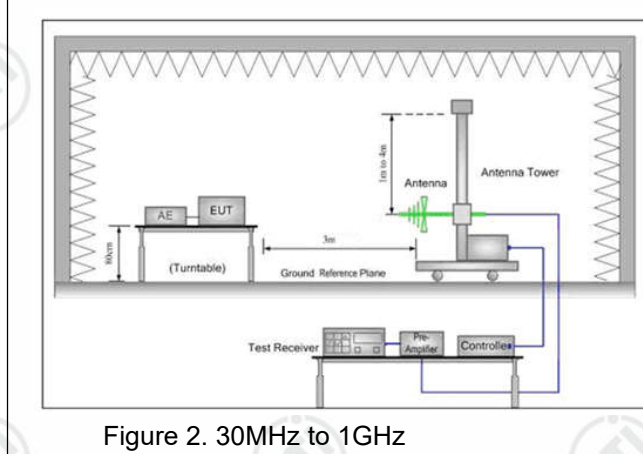 1m to 4m
Antenna
Antenna Tower
AE
EUT
80cm
(Turntable)
3m
Ground Reference Plane
Test Receiver
Pre-
Amplifier
Controller
Figure 2. 30MHz to 1GHz